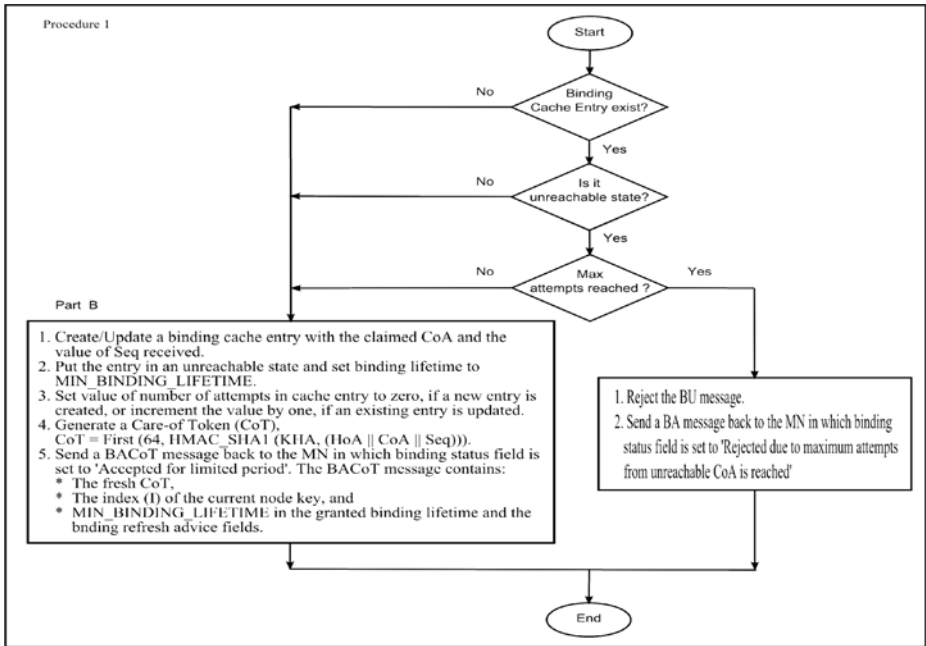 Procedure 1
Start
No
Binding
Cache Entry exist?
Yes
No
Is it
unreachable state?
Yes
No
Max
attempts reached ?
Yes
Part B
1. Create/Update a binding cache entry with the claimed CoA and the
value of Seq received.
2. Put the entry in an unreachable state and set binding lifetime to
MIN_BINDING_LIFETIME.
3. Set value of number of attempts in cache entry to zero, if a new entry is
created, or increment the value by one, if an existing entry is updated.
4. Generate a Care-of Token (CoT),
CoT = First (64, HMAC_SHA1 (KHA, (HoA || CoA || Seq))).
5. Send a BACoT message back to the MN in which binding status field is
set to 'Accepted for limited period'. The BACoT message contains:
* The fresh CoT,
* The index (I) of the current node key, and
* MIN_BINDING_LIFETIME in the granted binding lifetime and the
bnding refresh advice fields.
1. Reject the BU message.
2. Send a BA message back to the MN in which binding
status field is set to 'Rejected due to maximum attempts
from unreachable CoA is reached'
End